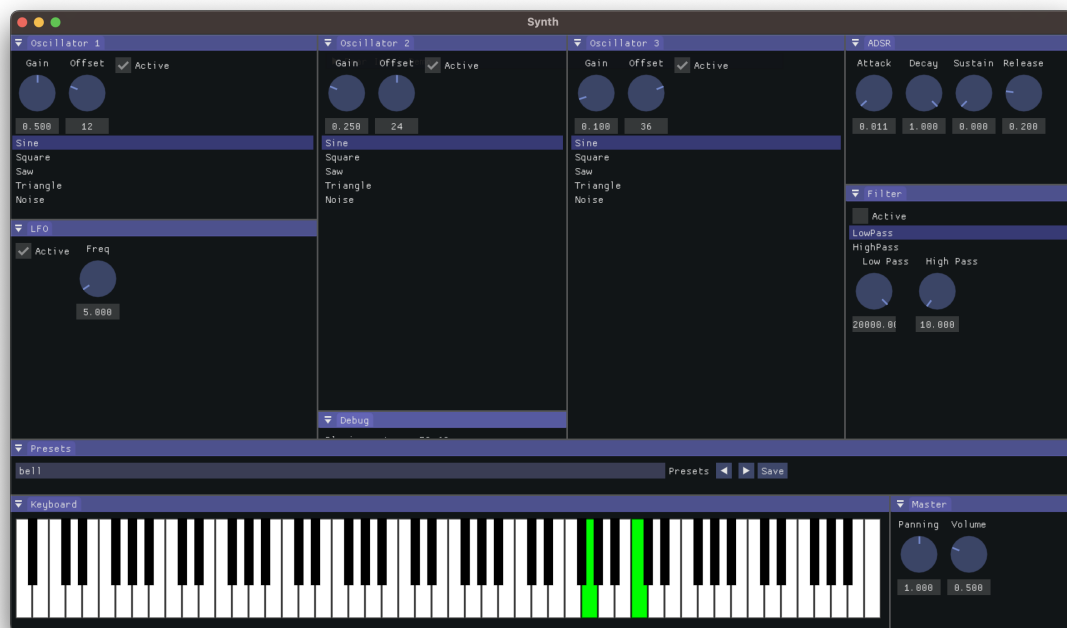 Synth
Oscillator 1
Gain Offset Active
0.500 12
Sine
Square
Saw
Triangle
Noise
LFO
Active Freq
5.000
Oscillator 2
Gain Offset Active
0.250 24
Sine
Square
Saw
Triangle
Noise
Debug
Oscillator 3
Gain Offset Active
0.100 36
Sine
Square
Saw
Triangle
Noise
ADSR
Attack Decay Sustain Release
0.011 1.000 0.000 0.200
Filter
Active
LowPass
HighPass
Low Pass High Pass
20000.00 10.000
Presets
bell Presets Save
Keyboard
Master
Panning Volume
1.000 0.500